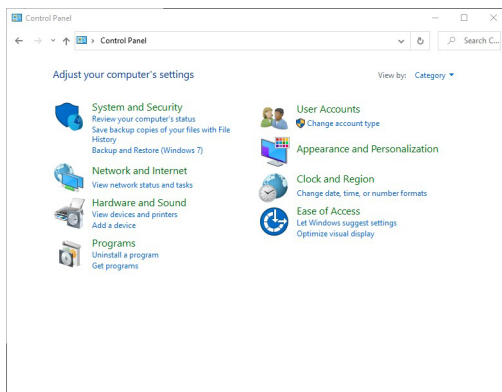 Control Panel
Control Panel
Search C...
Adjust your computer's settings
View by: Category
System and Security
Review your computer's status
Save backup copies of your files with File
History
Backup and Restore (Windows 7)
Network and Internet
View network status and tasks
Hardware and Sound
View devices and printers
Add a device
Programs
Uninstall a program
Get programs
User Accounts
Change account type
Appearance and Personalization
Clock and Region
Change date, time, or number formats
Ease of Access
Let Windows suggest settings
Optimize visual display